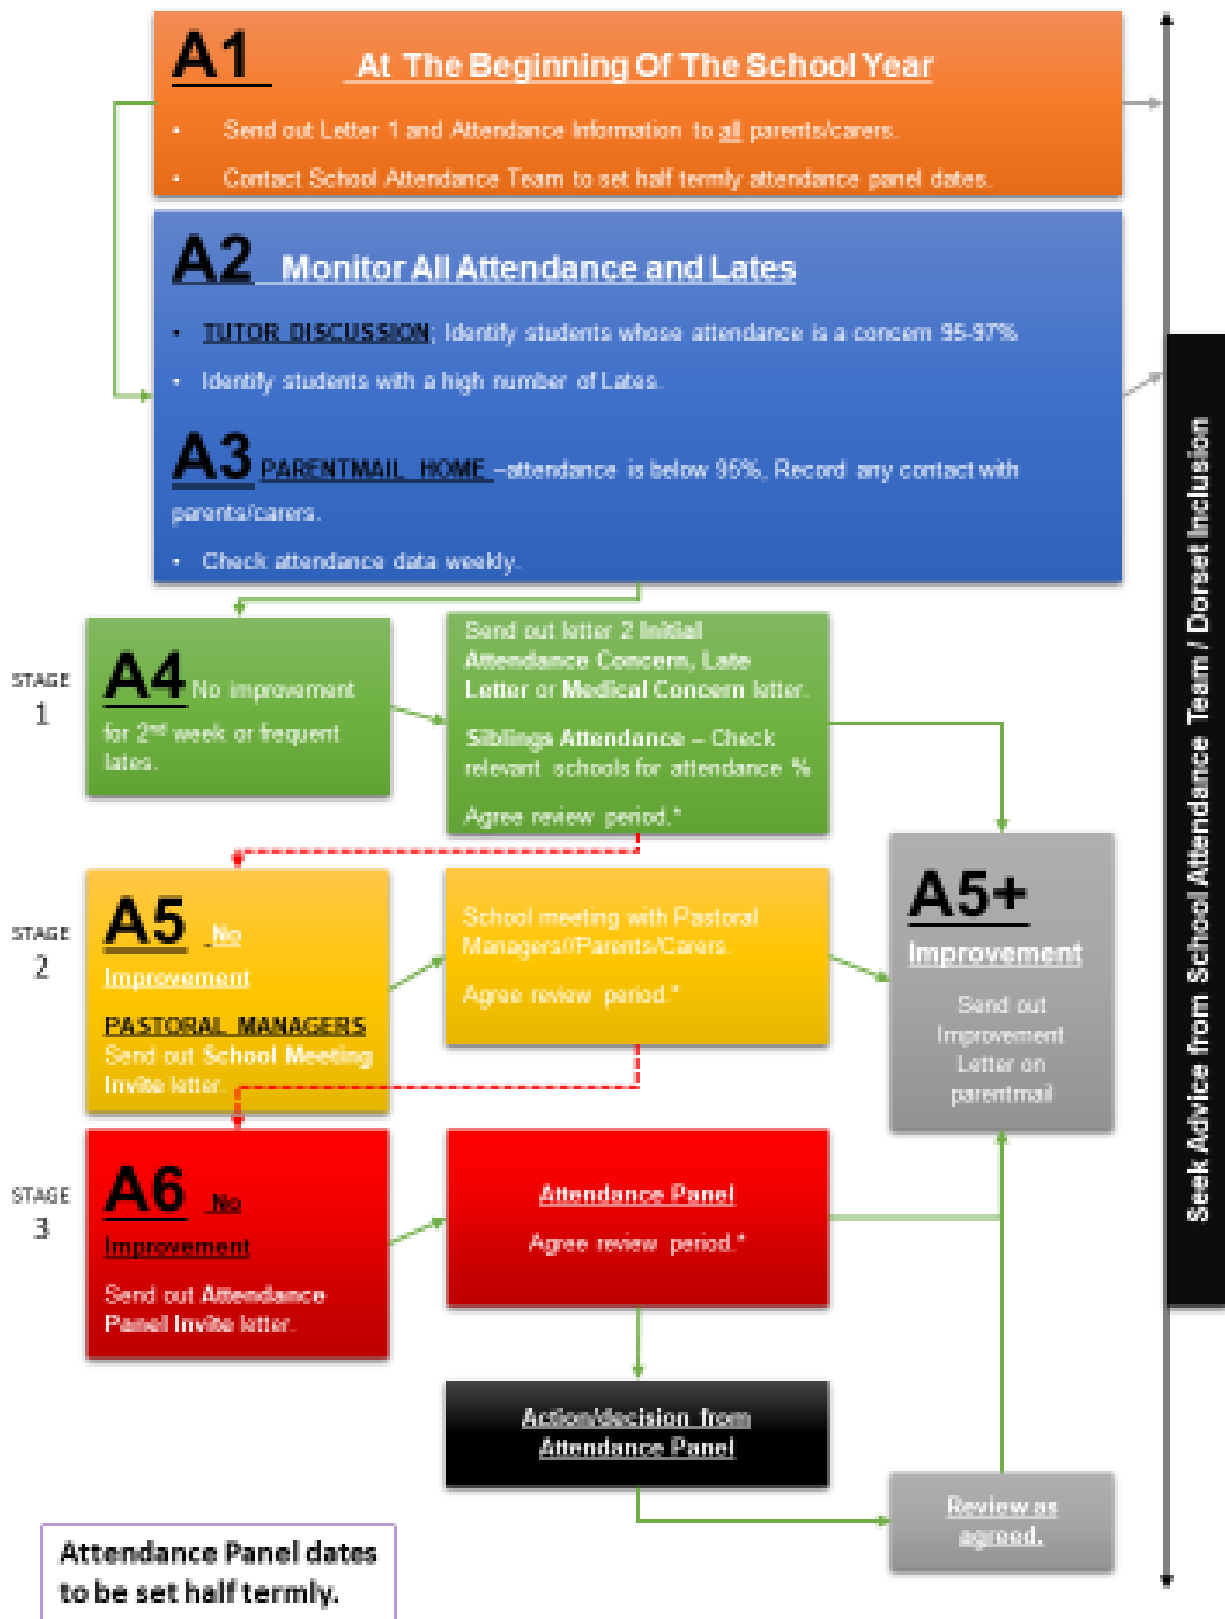 A1 At The Beginning Of The School Year
• Send out Letter 1 and Attendance Information to all parents/carers.
• Contact School Attendance Team to set half termly attendance panel dates.
A2 Monitor All Attendance and Lates
• TUTOR DISCUSSION; Identify students whose attendance is a concern 95-97%
• Identify students with a high number of Lates.
A3 PARENTMAIL HOME –attendance is below 95%, Record any contact with
parents/carers.
• Check attendance data weekly.
STAGE
1
A4 No improvement
for 2nd week or frequent
lates.
Send out letter 2 Initial
Attendance Concern, Late
Letter or Medical Concern letter.
Siblings Attendance – Check
relevant schools for attendance %
Agree review period.*
STAGE
2
A5 No
Improvement
PASTORAL MANAGERS
Send out School Meeting
Invite letter.
School meeting with Pastoral
Managers//Parents/Carers.
Agree review period.*
A5+
Improvement
Send out
Improvement
Letter on
parentmail
STAGE
3
A6 No
Improvement
Send out Attendance
Panel Invite letter.
Attendance Panel
Agree review period.*
Action/decision from
Attendance Panel
Review as
agreed.
Attendance Panel dates
to be set half termly.
Seek Advice from School Attendance Team / Dorset Inclusion